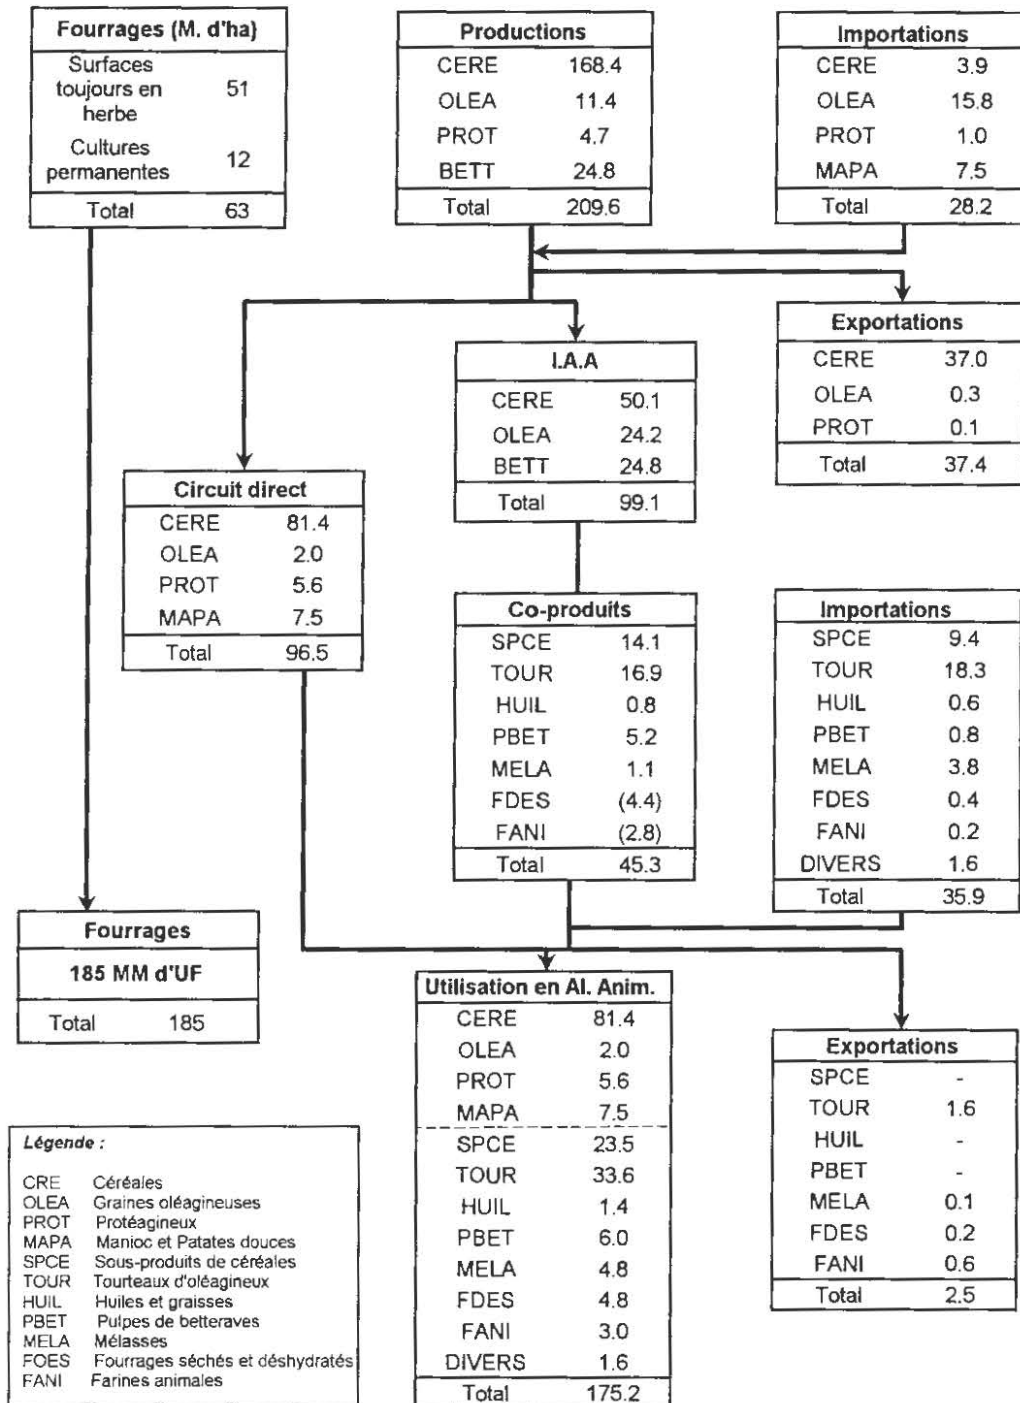 Fourrages (M. d'ha)
Surfaces
toujours en 51
herbe
Cultures
permanentes 12
Total 63
Productions
CERE 168.4
OLEA 11.4
PROT 4.7
BETT 24.8
Total 209.6
Importations
CERE 3.9
OLEA 15.8
PROT 1.0
MAPA 7.5
Total 28.2
Exportations
CERE 37.0
OLEA 0.3
PROT 0.1
Total 37.4
I.A.A
CERE 50.1
OLEA 24.2
BETT 24.8
Total 99.1
Circuit direct
CERE 81.4
OLEA 2.0
PROT 5.6
MAPA 7.5
Total 96.5
Co-produits
SPCE 14.1
TOUR 16.9
HUIL 0.8
PBET 5.2
MELA 1.1
FDES (4.4)
FANI (2.8)
Total 45.3
Importations
SPCE 9.4
TOUR 18.3
HUIL 0.6
PBET 0.8
MELA 3.8
FDES 0.4
FANI 0.2
DIVERS 1.6
Total 35.9
Fourrages
185 MM d'UF
Total 185
Utilisation en Al. Anim.
CERE 81.4
OLEA 2.0
PROT 5.6
MAPA 7.5
SPCE 23.5
TOUR 33.6
HUIL 1.4
PBET 6.0
MELA 4.8
FDES 4.8
FANI 3.0
DIVERS 1.6
Total 175.2
Exportations
SPCE -
TOUR 1.6
HUIL -
PBET -
MELA 0.1
FDES 0.2
FANI 0.6
Total 2.5
Légende :
CRE Céréales
OLEA Graines oléagineuses
PROT Protéagineux
MAPA Manioc et Patates douces
SPCE Sous-produits de céréales
TOUR Tourteaux d'oléagineux
HUIL Huiles et graisses
PBET Pulpes de betteraves
MELA Mélasses
FOES Fourrages séchés et déshydratés
FANI Farines animales